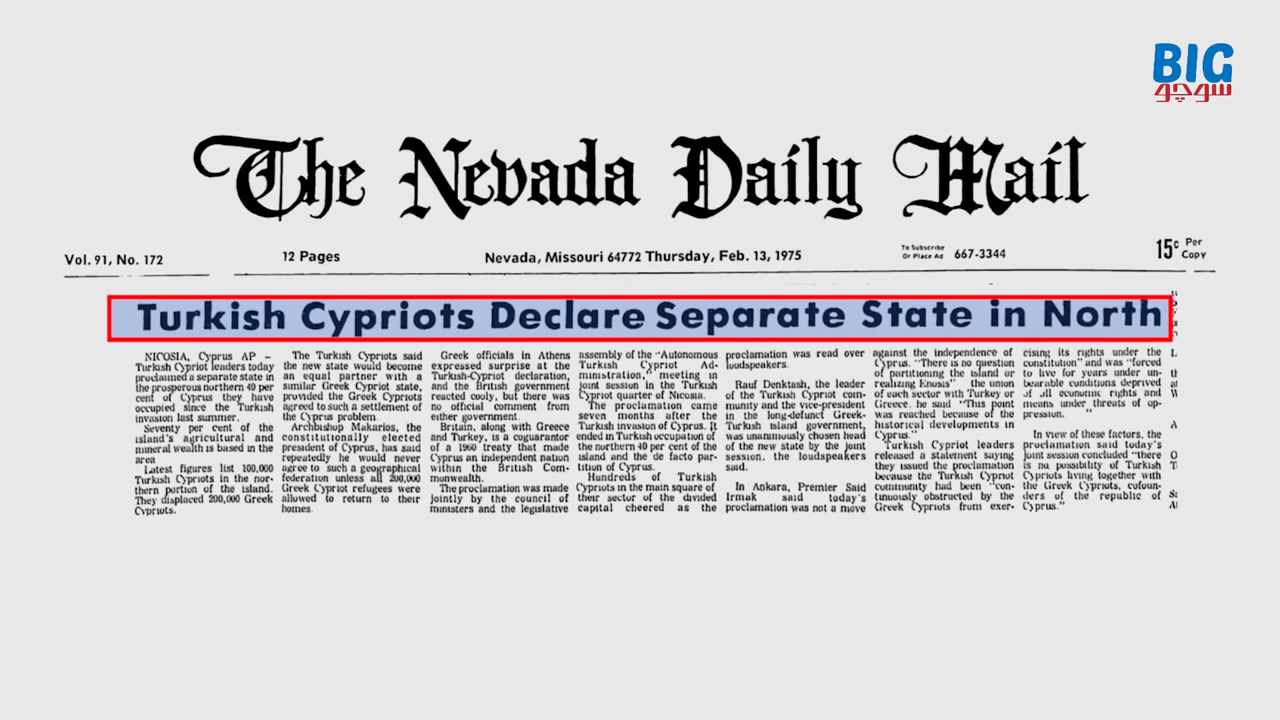 BIG
سوچو
The Nevada Daily Mail
Vol. 91, No. 172
12 Pages
Nevada, Missouri 64772 Thursday, Feb. 13, 1975
To Subscribe
Or Place Ad
667-3344
15c Per
Copy
Turkish Cypriots Declare Separate State in North
NICOSIA, Cyprus AP –
Turkish Cypriot leaders today
proclaimed a separate state in
the prosperous northern 40 per
cent of Cyprus they have
occupied since the Turkish
invasion last summer.
Seventy per cent of the
island's agricultural and
mineral wealth is based in the
area
Latest figures list 100,000
Turkish Cypriots in the nor-
thern portion of the island.
They displaced 200,000 Greek
Cypriots.
The Turkish Cypriots said
the new state would become
an equal partner with a
similar Greek Cypriot state,
provided the Greek Cypriots
agreed to such a settlement of
the Cyprus problem.
Archbishop Makarios, the
constitutionally elected
president of Cyprus, has said
repeatedly he would never
agree to such a geographical
federation unless all 200,000
Greek Cypriot refugees were
allowed to return to their
homes.
Greek officials in Athens
expressed surprise at the
Turkish-Cypriot declaration,
and the British government
reacted cooly, but there was
no official comment from
either government.
Britain, along with Greece
and Turkey, is a coguarantor
of a 1960 treaty that made
Cyprus an independent nation
within the British Com-
monwealth.
The proclamation was made
jointly by the council of
ministers and the legislative
assembly of the "Autonomous
Turkish Cypriot Ad-
ministration," meeting in
joint session in the Turkish
Cypriot quarter of Nicosia.
The proclamation came
seven months after the
Turkish invasion of Cyprus. It
ended in Turkish occupation of
the northern 40 per cent of the
island and the de facto par-
tition of Cyprus.
Hundreds of Turkish
Cypriots in the main square of
their sector of the divided
capital cheered as the
proclamation was read over
loudspeakers.
Rauf Denktash, the leader
of the Turkish Cypriot com-
munity and the vice-president
in the long-defunct Greek-
Turkish island government,
was unanimously chosen head
of the new state by the joint
session, the loudspeakers
said.
In Ankara, Premier Said
Irmak said today's
proclamation was not a move
against the independence of
Cyprus. "There is no question
of partitioning the island or
realizing Enosis" the union
of each sector with Turkey or
Greece, he said "This point
was reached because of the
historical developments in
Cyprus."
Turkish Cypriot leaders
released a statement saying
they issued the proclamation
because the Turkish Cypriot
community had been "con-
tinuously obstructed by the
Greek Cypriots from exer-
cising its rights under the
constitution" and was "forced
to live for years under un-
bearable conditions deprived
of all economic rights and
means under threats of op-
pression. "
In view of these factors, the
proclamation said today's
joint session concluded "there
is no possibility of Turkish
Cypriots living together with
the Greek Cypriots, cofoun-
ders of the republic of
Cyprus."